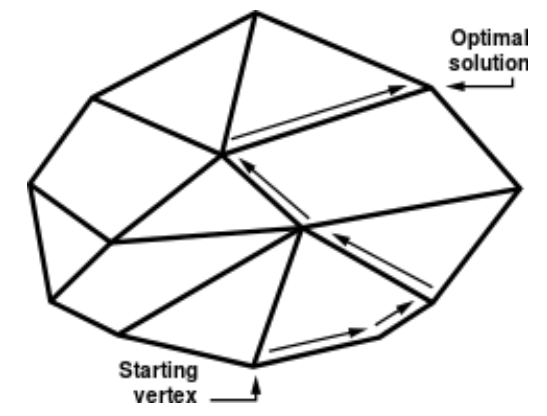 Optimal
solution
Starting
vertex